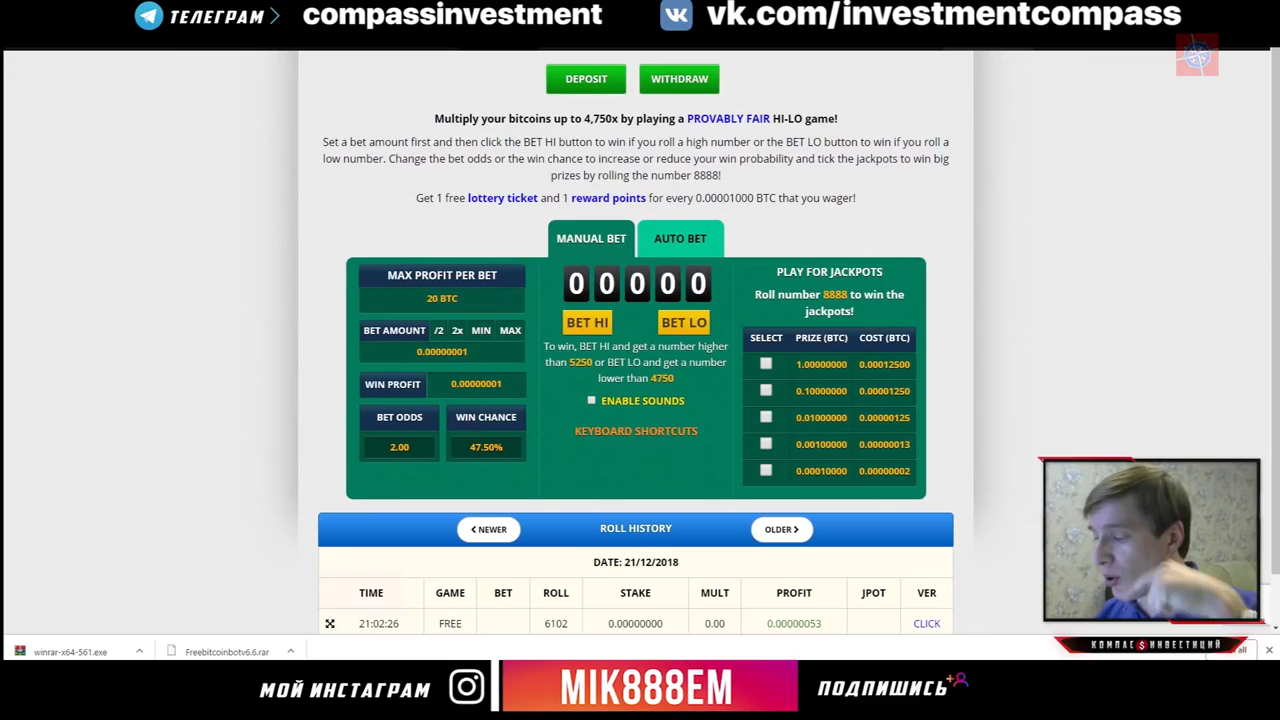 ТЕЛЕГРАМ compassinvestment vk.com/investmentcompass
DEPOSIT WITHDRAW
Multiply your bitcoins up to 4,750x by playing a PROVABLY FAIR HI-LO game!
Set a bet amount first and then click the BET HI button to win if you roll a high number or the BET LO button to win if you roll a
low number. Change the bet odds or the win chance to increase or reduce your win probability and tick the jackpots to win big
prizes by rolling the number 8888!
Get 1 free lottery ticket and 1 reward points for every 0.00001000 BTC that you wager!
MANUAL BET AUTO BET
MAX PROFIT PER BET
20 BTC
BET AMOUNT /2 2x MIN MAX
0.00000001
WIN PROFIT 0.00000001
BET ODDS WIN CHANCE
2.00 47.50%
0 0 0 0 0
BET HI BET LO
To win, BET HI and get a number higher
than 5250 or BET LO and get a number
lower than 4750
ENABLE SOUNDS
KEYBOARD SHORTCUTS
PLAY FOR JACKPOTS
Roll number 8888 to win the
jackpots!
SELECT PRIZE (BTC) COST (BTC)
1.00000000 0.00012500
0.10000000 0.00001250
0.01000000 0.00000125
0.00100000 0.00000013
0.00010000 0.00000002
NEWER ROLL HISTORY OLDER
DATE: 21/12/2018
TIME GAME BET ROLL STAKE MULT PROFIT JPOT VER
21:02:26 FREE 6102 0.00000000 0.00 0.00000053 CLICK
winrar-x64-561.exe Freebitcoinbotv6.6.rar
КОМПАС $ ИНВЕСТИЦИЙ
МОЙ ИНСТАГРАМ MIK888EM ПОДПИШИСЬ